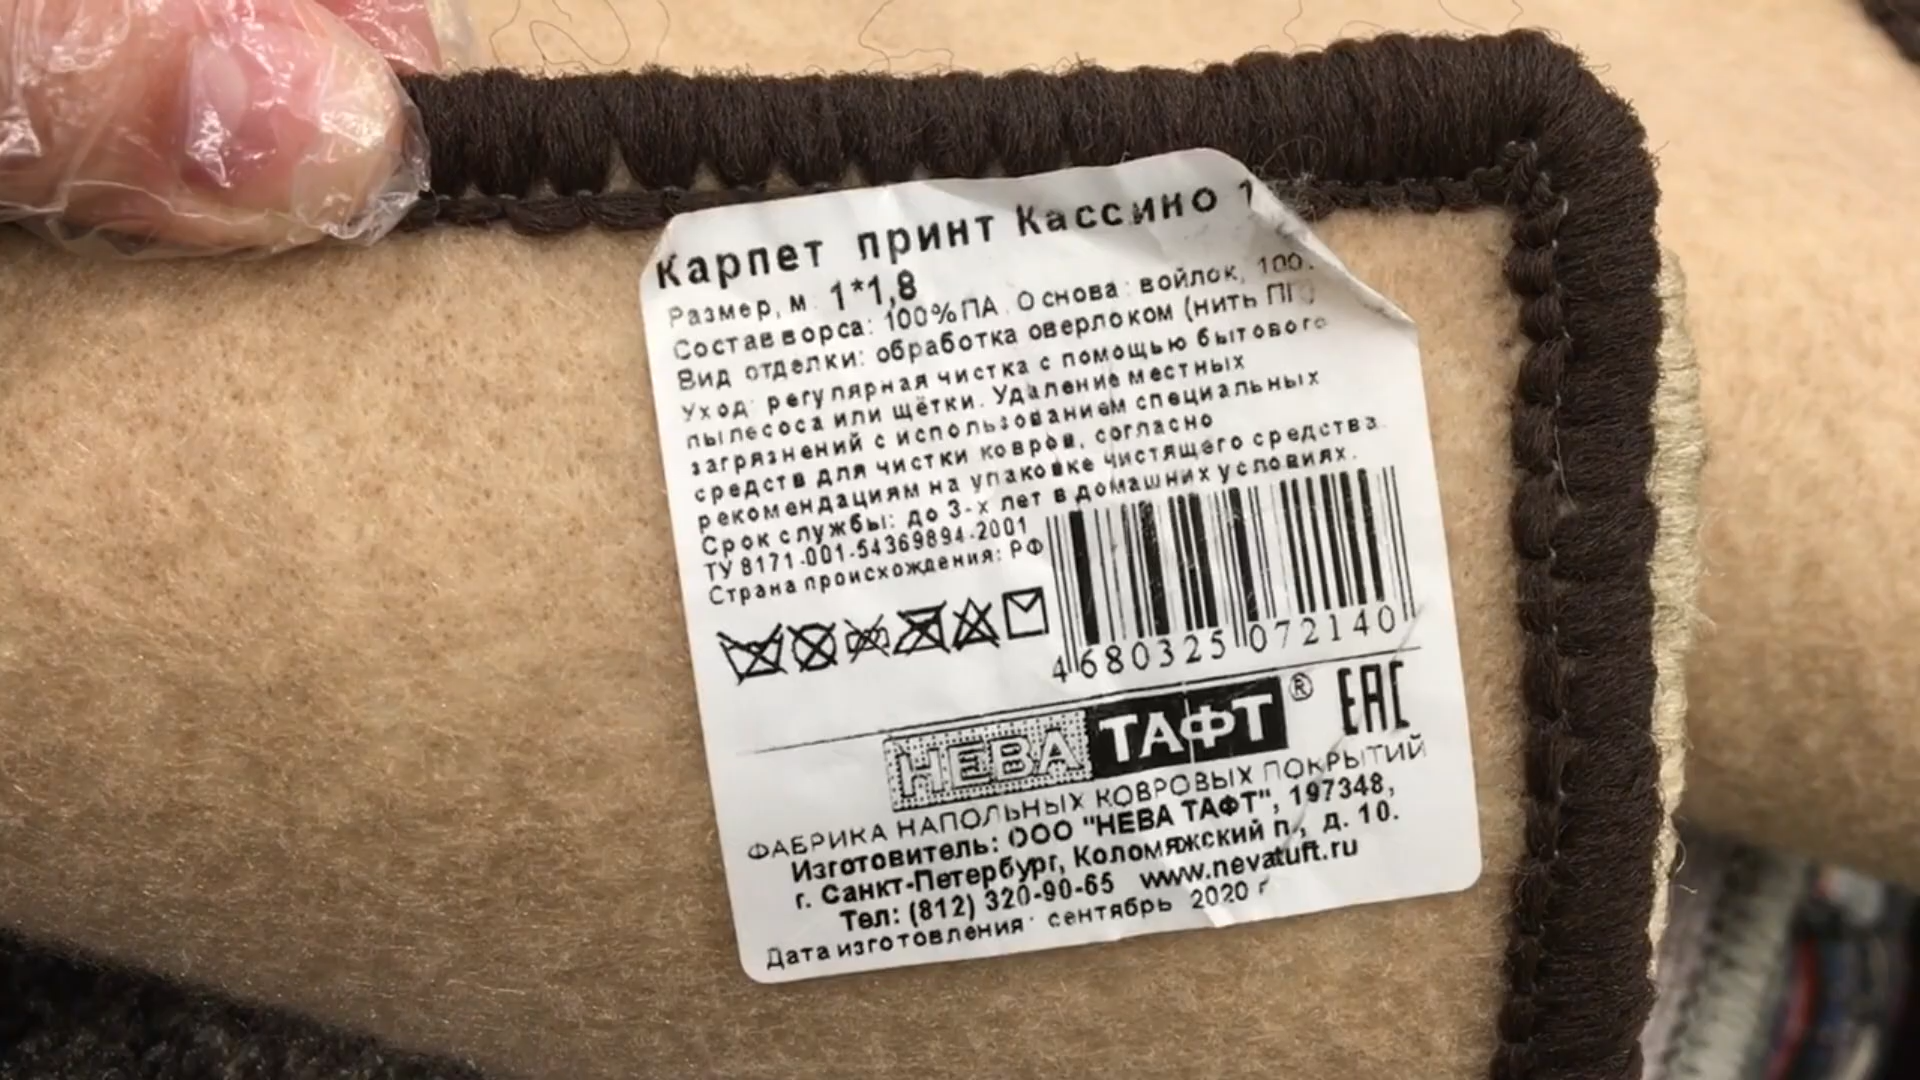 Карпет принт Кассино 1
Размер, м. 1*1,8
Состав ворса: 100%ПА. Основа: войлок, 100.
Вид отделки: обработка оверлоком (нить ПП
Уход: регулярная чистка с помощью бытового
пылесоса или щётки. Удаление местных
загрязнений с использованием специальных
средств для чистки ковров, согласно
рекомендациям на упаковке чистящего средства.
Срок службы: до 3-х лет в домашних условиях.
ТУ 8171-001-54369894-2001
Страна происхождения: РФ
4680325072140
НЕВА ТАФТ ® ЕАС
ФАБРИКА НАПОЛЬНЫХ КОВРОВЫХ ПОКРЫТИЙ
Изготовитель: ООО "НЕВА ТАФТ", 197348,
г. Санкт-Петербург, Коломяжский п., д. 10.
Тел: (812) 320-90-65 www.nevatuft.ru
Дата изготовления: сентябрь 2020 г